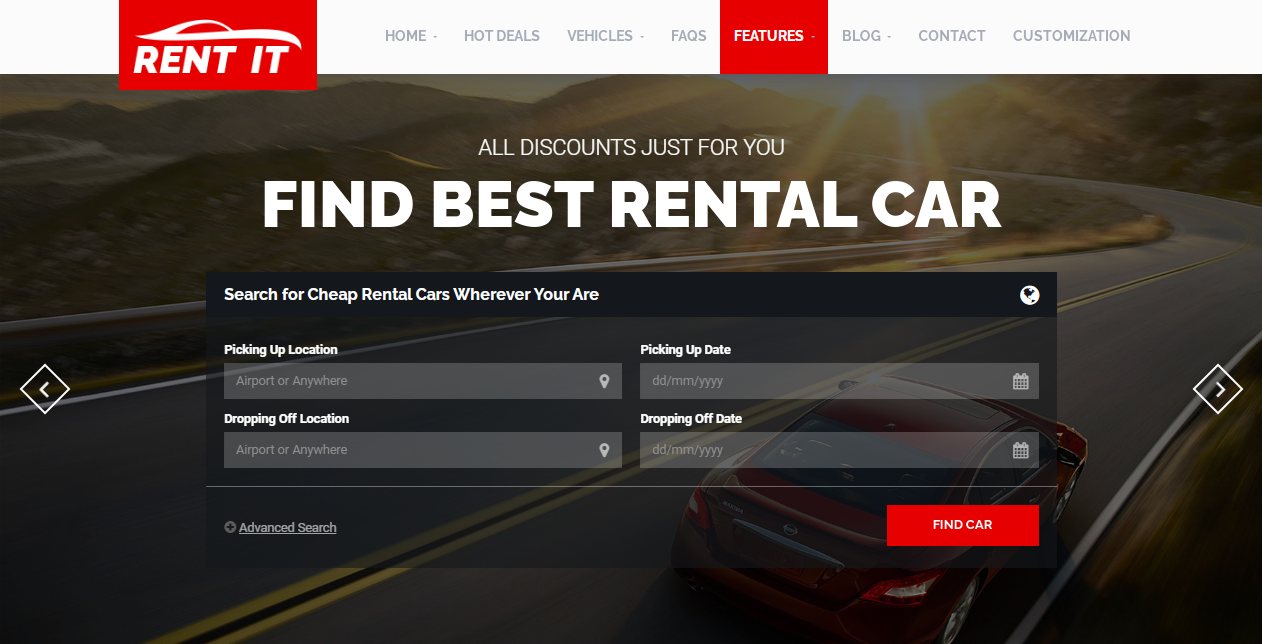 RENT IT
HOME - HOT DEALS VEHICLES - FAQS FEATURES - BLOG - CONTACT CUSTOMIZATION
ALL DISCOUNTS JUST FOR YOU
FIND BEST RENTAL CAR
Search for Cheap Rental Cars Wherever Your Are
Picking Up Location Picking Up Date
Airport or Anywhere dd/mm/yyyy
Dropping Off Location Dropping Off Date
Airport or Anywhere dd/mm/yyyy
Advanced Search FIND CAR